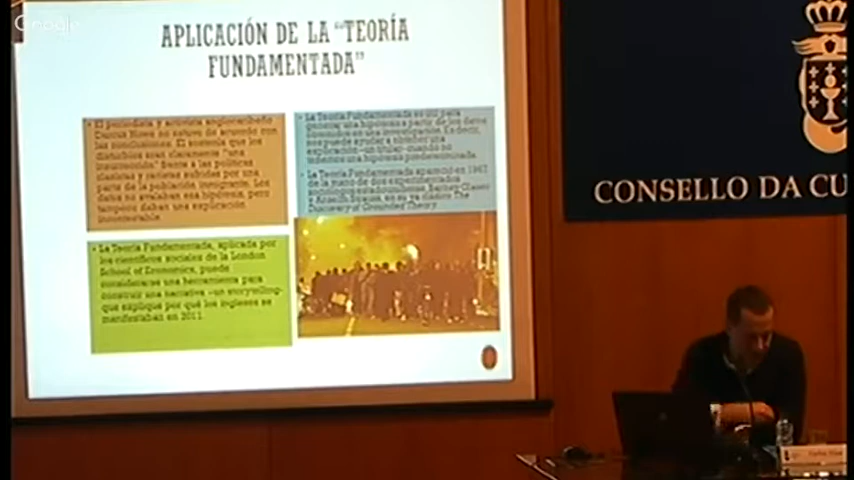 Google
APLICACIÓN DE LA “TEORÍA
FUNDAMENTADA”
• El periodista y activista anglocaribeño
Darcus Howe no estuvo de acuerdo con
las conclusiones. Él sostenía que los
disturbios eran claramente "una
insurrección" frente a las políticas
clasistas y racistas sufridas por una
parte de la población inmigrante. Los
datos no avalaban esa hipótesis, pero
tampoco daban una explicación
• La Teoría Fundamentada, aplicada por
los científicos sociales de la London
School of Economics, puede
considerarse una herramienta para
construir una narrativa –un storytelling-
que explique por qué los ingleses se
manifestaban en 2011.
• La Teoría Fundamentada es útil para
generar una hipótesis a partir de los datos
obtenidos en una investigación. Es decir,
nos puede ayudar a obtener una
explicación –un titular- cuando no
tenemos una hipótesis predeterminada.
• La Teoría Fundamentada apareció en 1967
de la mano de dos experimentados
sociólogos estadounidenses, Barney Glaser
y Anselm Strauss, en su ya clásico The
Discovery of Grounded Theory.
CONSELLO DA CU